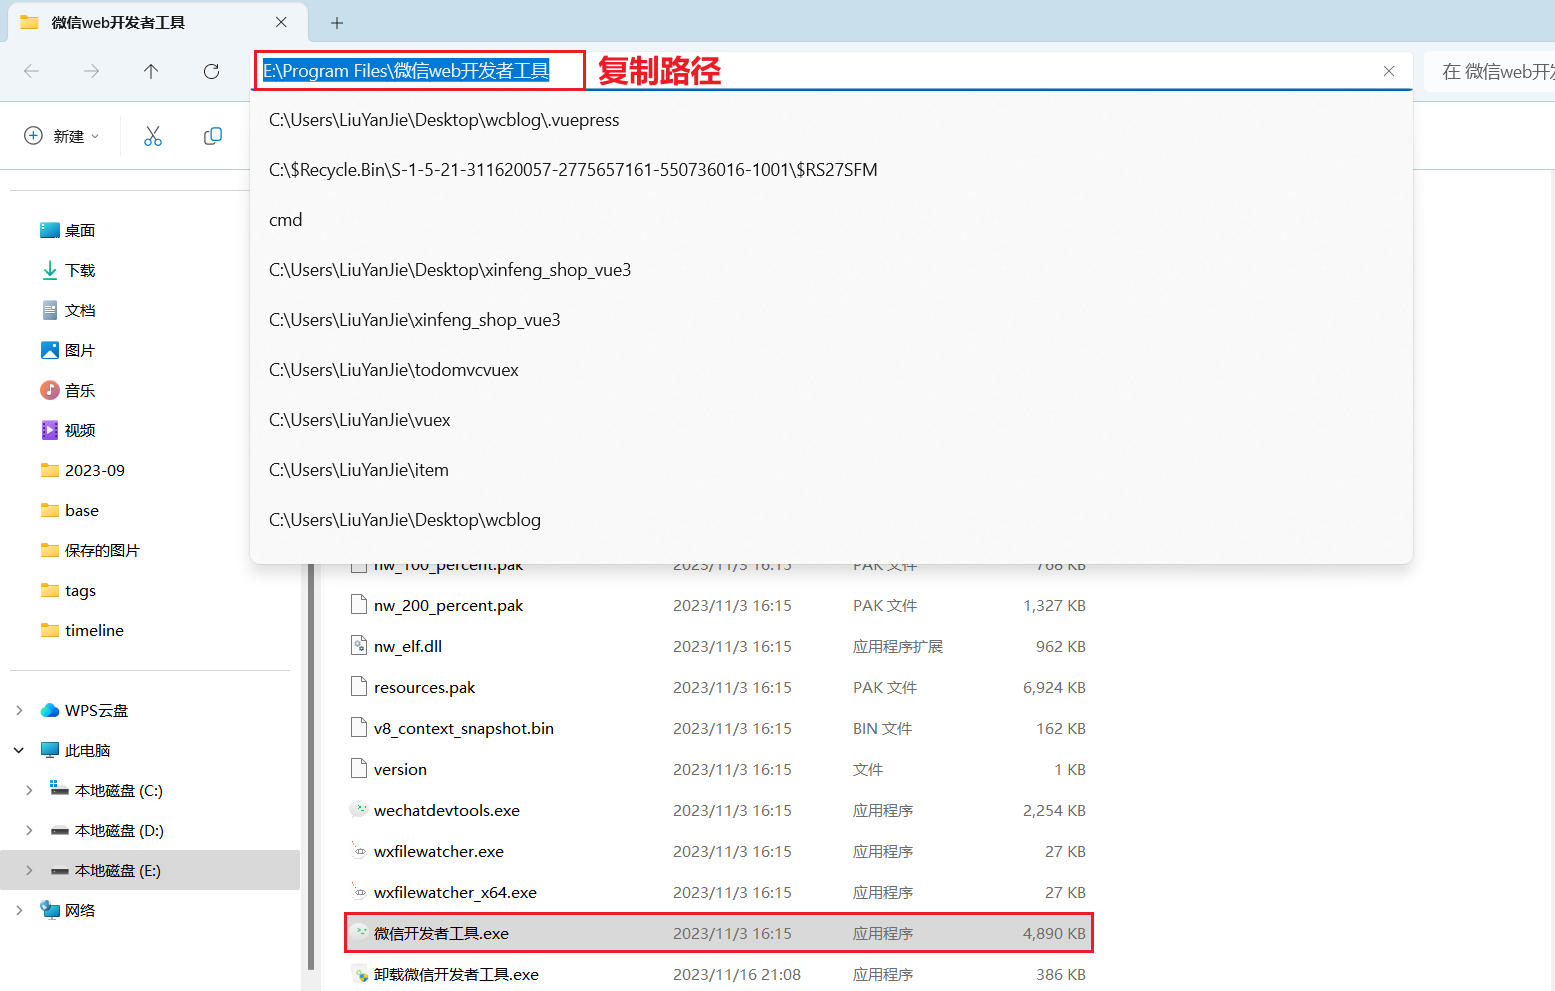 微信web开发者工具
E:\Program Files\微信web开发者工具
复制路径
在 微信web开发
新建
C:\Users\LiuYanJie\Desktop\wcblog\.vuepress
C:\$Recycle.Bin\S-1-5-21-311620057-2775657161-550736016-1001\$RS27SFM
cmd
C:\Users\LiuYanJie\Desktop\xinfeng_shop_vue3
C:\Users\LiuYanJie\xinfeng_shop_vue3
C:\Users\LiuYanJie\todomvcvuex
C:\Users\LiuYanJie\vuex
C:\Users\LiuYanJie\item
C:\Users\LiuYanJie\Desktop\wcblog
桌面
下载
文档
图片
音乐
视频
2023-09
base
保存的图片
tags
timeline
WPS云盘
此电脑
本地磁盘 (C:)
本地磁盘 (D:)
本地磁盘 (E:)
网络
nw_100_percent.pak 2023/11/3 16:15 PAK 文件 768 KB
nw_200_percent.pak 2023/11/3 16:15 PAK 文件 1,327 KB
nw_elf.dll 2023/11/3 16:15 应用程序扩展 962 KB
resources.pak 2023/11/3 16:15 PAK 文件 6,924 KB
v8_context_snapshot.bin 2023/11/3 16:15 BIN 文件 162 KB
version 2023/11/3 16:15 文件 1 KB
wechatdevtools.exe 2023/11/3 16:15 应用程序 2,254 KB
wxfilewatcher.exe 2023/11/3 16:15 应用程序 27 KB
wxfilewatcher_x64.exe 2023/11/3 16:15 应用程序 27 KB
微信开发者工具.exe 2023/11/3 16:15 应用程序 4,890 KB
卸载微信开发者工具.exe 2023/11/16 21:08 应用程序 386 KB